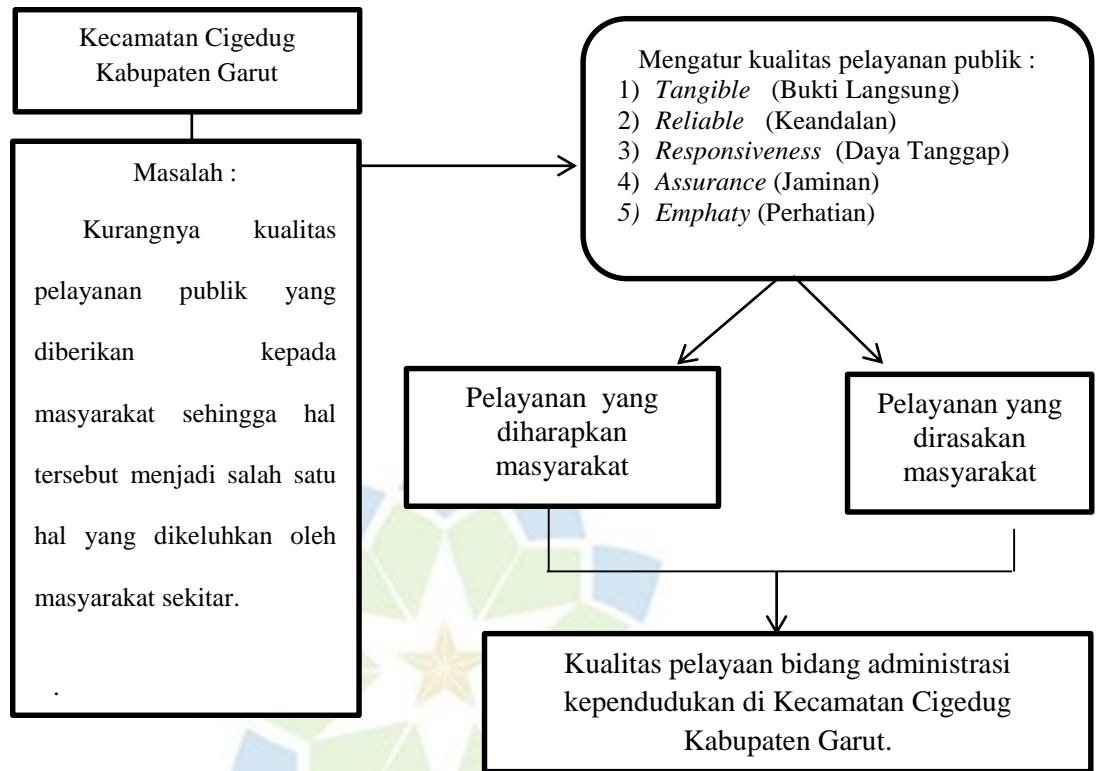 Kecamatan Cigedug
Kabupaten Garut
Masalah :
Kurangnya kualitas
pelayanan publik yang
diberikan kepada
masyarakat sehingga hal
tersebut menjadi salah satu
hal yang dikeluhkan oleh
masyarakat sekitar.
.
Mengatur kualitas pelayanan publik :
1) Tangible (Bukti Langsung)
2) Reliable (Keandalan)
3) Responsiveness (Daya Tanggap)
4) Assurance (Jaminan)
5) Emphaty (Perhatian)
Pelayanan yang
diharapkan
masyarakat
Pelayanan yang
dirasakan
masyarakat
Kualitas pelayaan bidang administrasi
kependudukan di Kecamatan Cigedug
Kabupaten Garut.